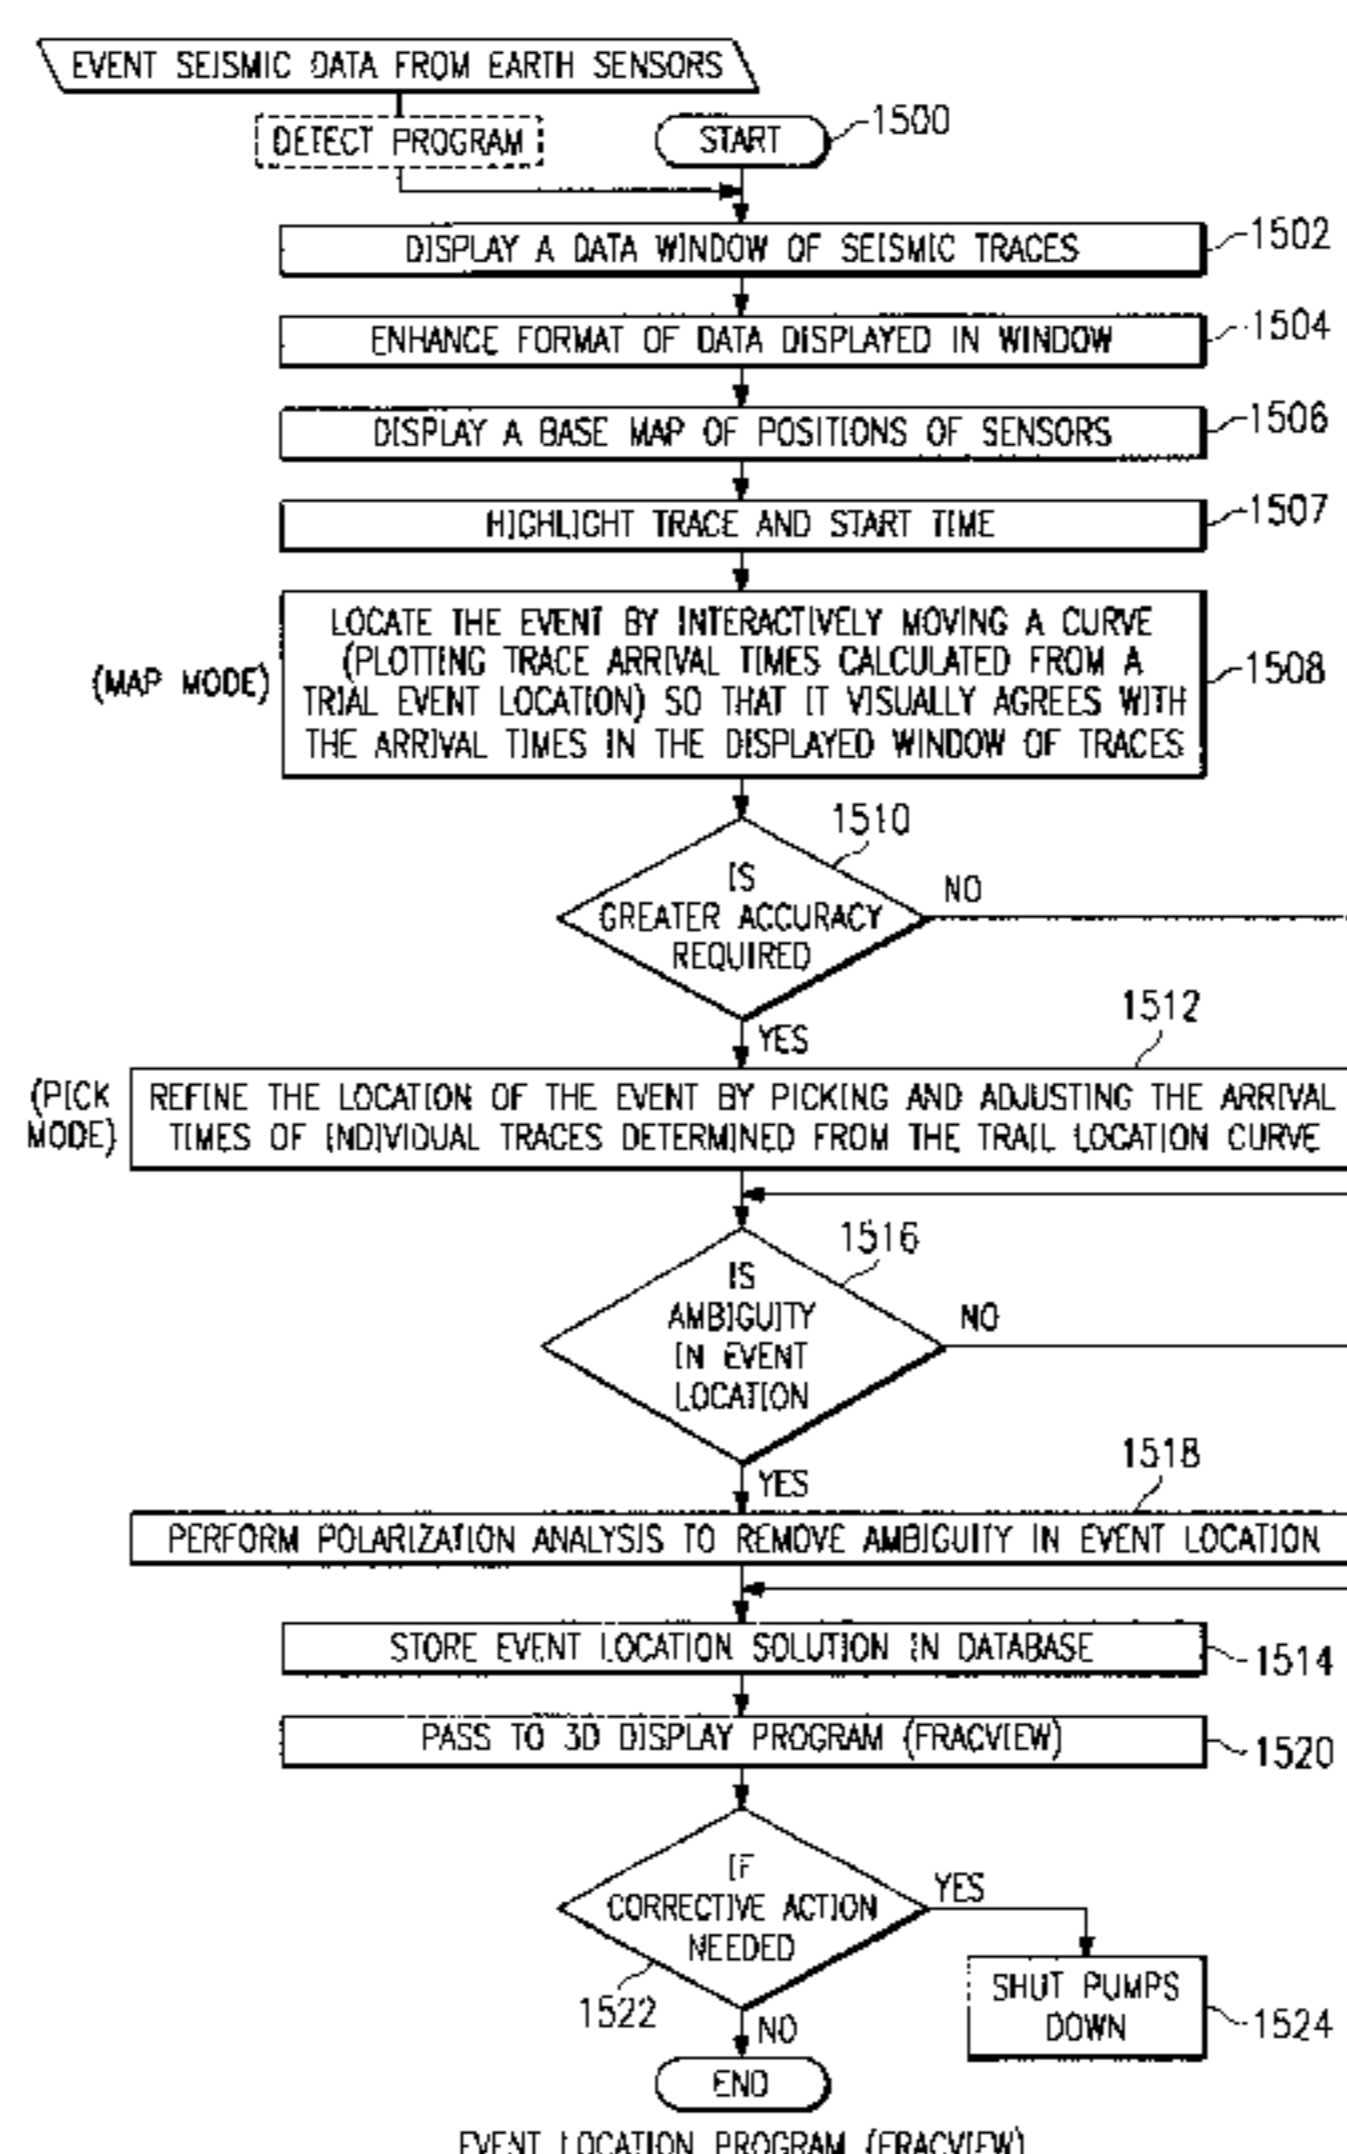 EVENT SEISMIC DATA FROM EARTH SENSORS
DETECT PROGRAM
START
1500
DISPLAY A DATA WINDOW OF SEISMIC TRACES
1502
ENHANCE FORMAT OF DATA DISPLAYED IN WINDOW
1504
DISPLAY A BASE MAP OF POSITIONS OF SENSORS
1506
HIGHLIGHT TRACE AND START TIME
1507
(MAP MODE)
LOCATE THE EVENT BY INTERACTIVELY MOVING A CURVE
(PLOTTING TRACE ARRIVAL TIMES CALCULATED FROM A
TRIAL EVENT LOCATION) SO THAT IT VISUALLY AGREES WITH
THE ARRIVAL TIMES IN THE DISPLAYED WINDOW OF TRACES
1508
1510
IS
GREATER ACCURACY
REQUIRED
NO
YES
1512
(PICK
MODE)
REFINE THE LOCATION OF THE EVENT BY PICKING AND ADJUSTING THE ARRIVAL
TIMES OF INDIVIDUAL TRACES DETERMINED FROM THE TRAIL LOCATION CURVE
1516
IS
AMBIGUITY
IN EVENT
LOCATION
NO
YES
1518
PERFORM POLARIZATION ANALYSIS TO REMOVE AMBIGUITY IN EVENT LOCATION
STORE EVENT LOCATION SOLUTION IN DATABASE
1514
PASS TO 3D DISPLAY PROGRAM (FRACVIEW)
1520
IF
CORRECTIVE ACTION
NEEDED
YES
1522
NO
SHUT PUMPS
DOWN
1524
END
EVENT LOCATION PROGRAM (FRACVIEW)